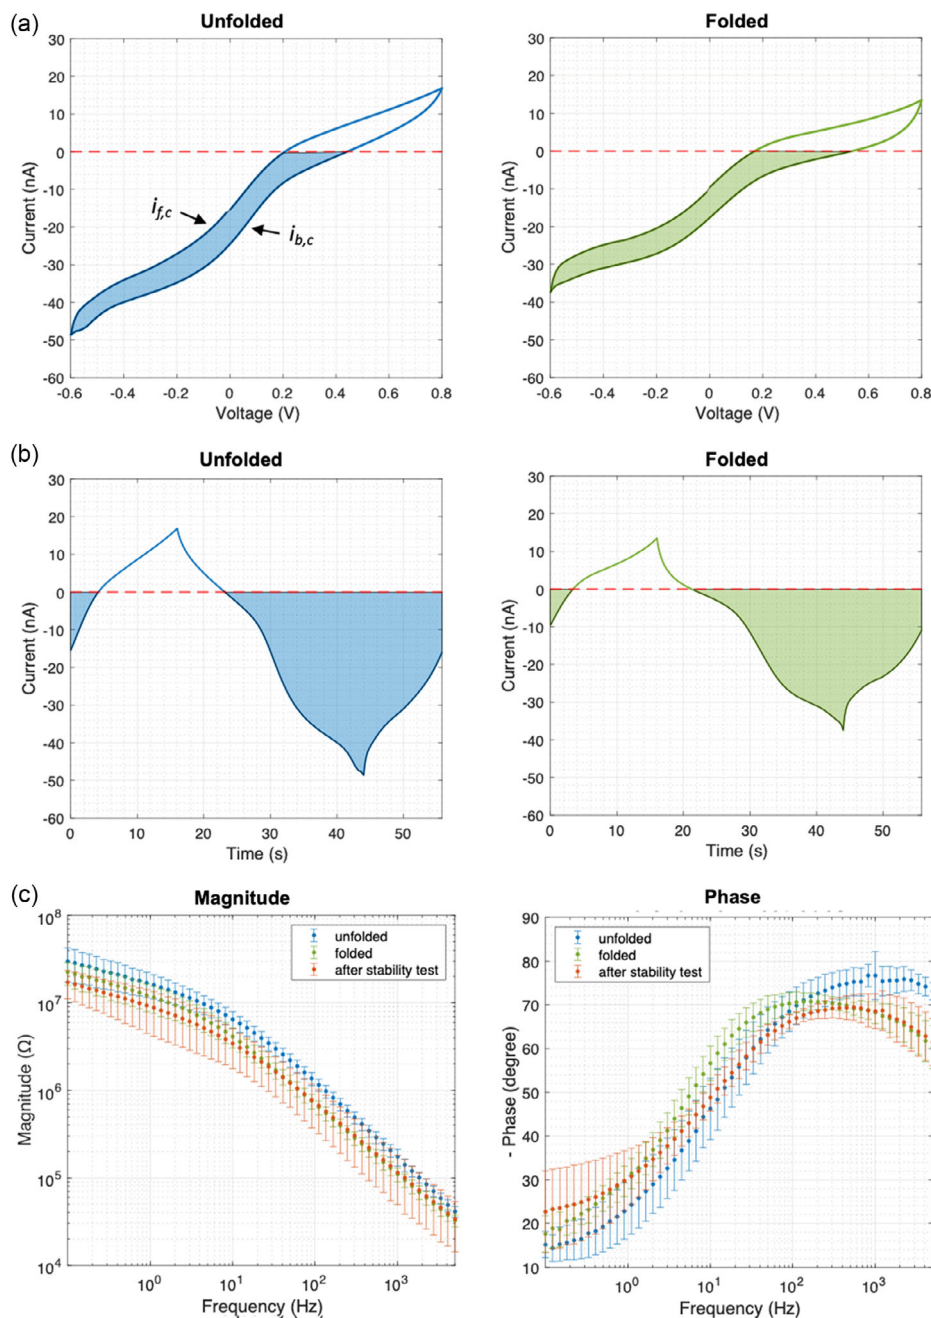 (a)
Unfolded
Folded
30
20
10
0
-10
-20
-30
-40
-50
-60
Current (nA)
-0.6 -0.4 -0.2 0 0.2 0.4 0.6 0.8
Voltage (V)
i_{f,c}
i_{b,c}
30
20
10
0
-10
-20
-30
-40
-50
-60
Current (nA)
-0.6 -0.4 -0.2 0 0.2 0.4 0.6 0.8
Voltage (V)
(b)
Unfolded
Folded
30
20
10
0
-10
-20
-30
-40
-50
-60
Current (nA)
0 10 20 30 40 50
Time (s)
30
20
10
0
-10
-20
-30
-40
-50
-60
Current (nA)
0 10 20 30 40 50
Time (s)
(c)
Magnitude
Phase
10^8
10^7
10^6
10^5
10^4
Magnitude (Ω)
unfolded
folded
after stability test
10^0 10^1 10^2 10^3
Frequency (Hz)
90
80
70
60
50
40
30
20
10
- Phase (degree)
unfolded
folded
after stability test
10^0 10^1 10^2 10^3
Frequency (Hz)